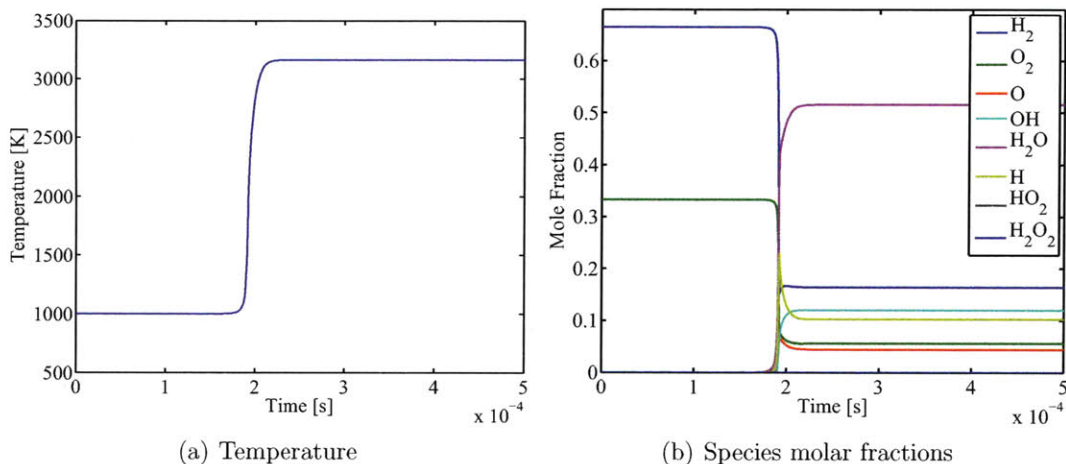 3500
3000
2500
2000
1500
1000
500
Temperature [K]
0 1 2 3 4 5
Time [s]
x 10⁻⁴
(a) Temperature
0.6
0.5
0.4
0.3
0.2
0.1
0
Mole Fraction
H₂
O₂
O
OH
H₂O
H
HO₂
H₂O₂
0 1 2 3 4 5
Time [s]
x 10⁻⁴
(b) Species molar fractions